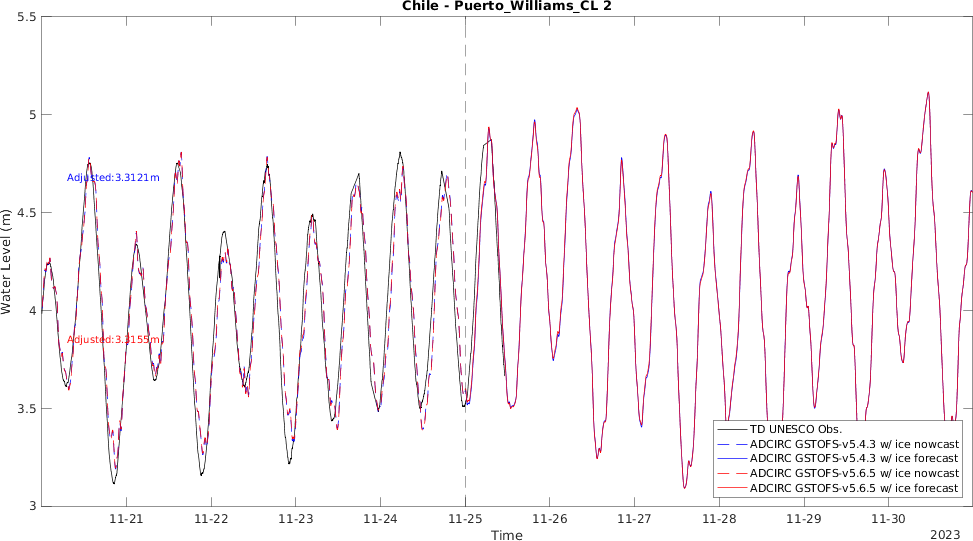 Chile - Puerto_Williams_CL 2
5.5
5
4.5
4
3.5
3
Water Level (m)
Adjusted:3.3121m
Adjusted:3.3155m
TD UNESCO Obs.
ADCIRC GSTOFS-v5.4.3 w/ ice nowcast
ADCIRC GSTOFS-v5.4.3 w/ ice forecast
ADCIRC GSTOFS-v5.6.5 w/ ice nowcast
ADCIRC GSTOFS-v5.6.5 w/ ice forecast
11-21 11-22 11-23 11-24 11-25 11-26 11-27 11-28 11-29 11-30
Time
2023